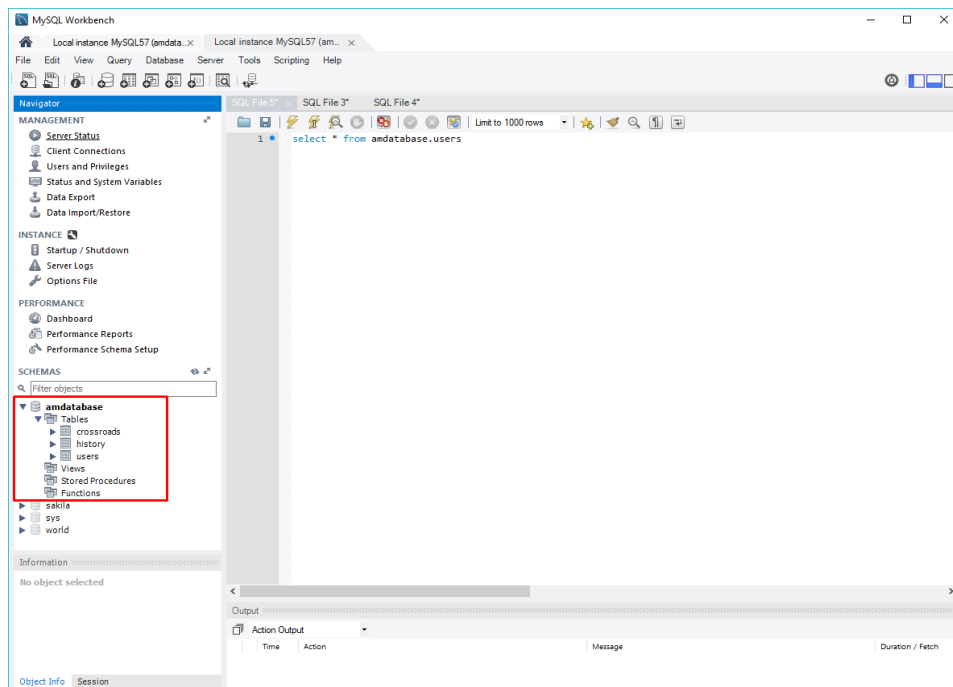 MySQL Workbench
Local instance MySQL57 (amdata...
Local instance MySQL57 (am...
File Edit View Query Database Server Tools Scripting Help
Navigator
SQL File 5*
SQL File 3*
SQL File 4*
MANAGEMENT
Server Status
Client Connections
Users and Privileges
Status and System Variables
Data Export
Data Import/Restore
INSTANCE
Startup / Shutdown
Server Logs
Options File
PERFORMANCE
Dashboard
Performance Reports
Performance Schema Setup
SCHEMAS
Filter objects
amdatabase
Tables
crossroads
history
users
Views
Stored Procedures
Functions
sakila
sys
world
Information
No object selected
Object Info Session
Limit to 1000 rows
1 select * from amdatabase.users
Output
Action Output
Time Action Message Duration / Fetch